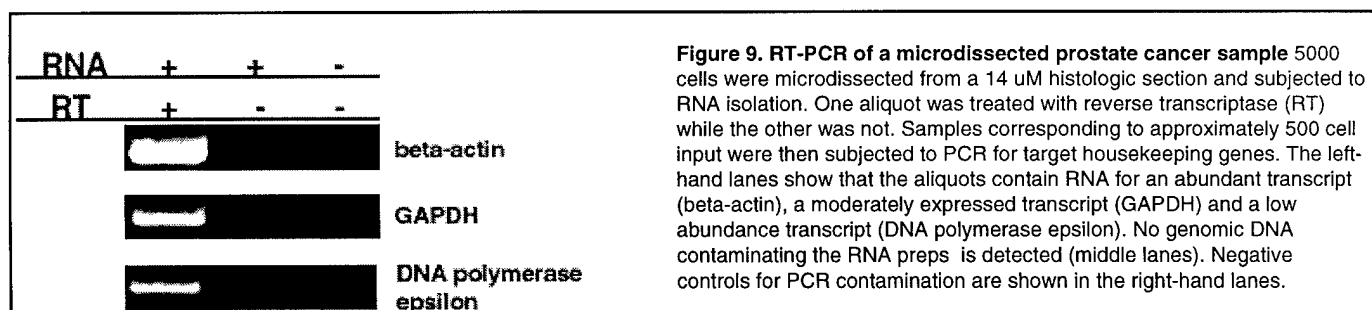 RNA + + -
RT + - -
beta-actin
GAPDH
DNA polymerase
epsilon
Figure 9. RT-PCR of a microdissected prostate cancer sample 5000
cells were microdissected from a 14 uM histologic section and subjected to
RNA isolation. One aliquot was treated with reverse transcriptase (RT)
while the other was not. Samples corresponding to approximately 500 cell
input were then subjected to PCR for target housekeeping genes. The left-
hand lanes show that the aliquots contain RNA for an abundant transcript
(beta-actin), a moderately expressed transcript (GAPDH) and a low
abundance transcript (DNA polymerase epsilon). No genomic DNA
contaminating the RNA preps is detected (middle lanes). Negative
controls for PCR contamination are shown in the right-hand lanes.